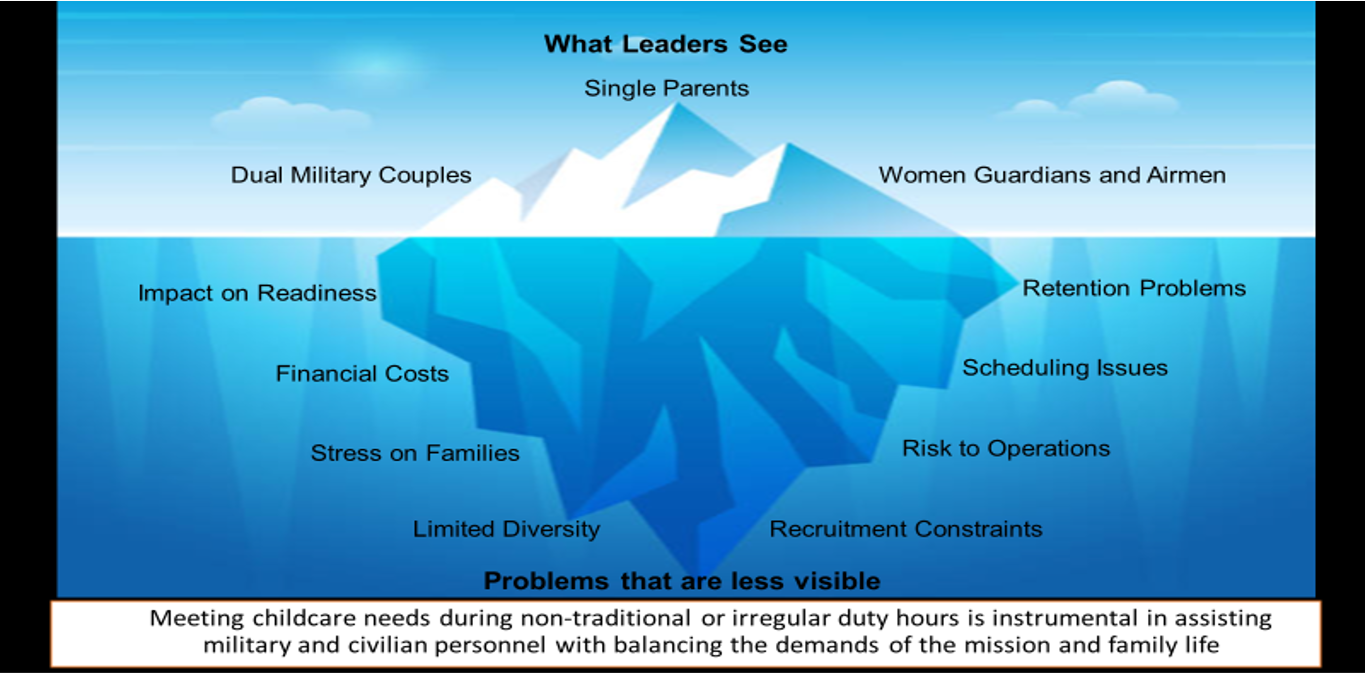 What Leaders See
Single Parents
Dual Military Couples
Women Guardians and Airmen
Impact on Readiness
Retention Problems
Financial Costs
Scheduling Issues
Stress on Families
Risk to Operations
Limited Diversity
Recruitment Constraints
Problems that are less visible
Meeting childcare needs during non-traditional or irregular duty hours is instrumental in assisting
military and civilian personnel with balancing the demands of the mission and family life